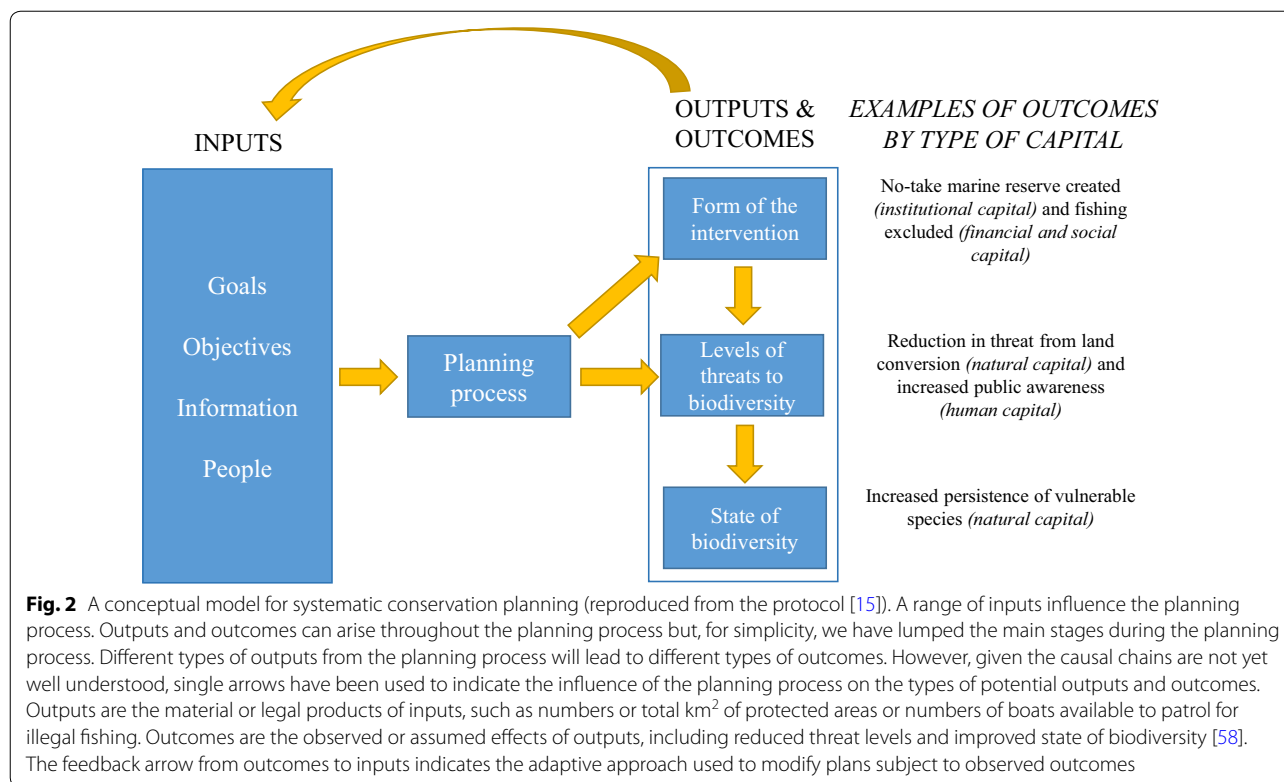 INPUTS
Goals
Objectives
Information
People
Planning
process
OUTPUTS &
OUTCOMES
Form of the
intervention
Levels of
threats to
biodiversity
State of
biodiversity
EXAMPLES OF OUTCOMES
BY TYPE OF CAPITAL
No-take marine reserve created
(institutional capital) and fishing
excluded (financial and social
capital)
Reduction in threat from land
conversion (natural capital) and
increased public awareness
(human capital)
Increased persistence of vulnerable
species (natural capital)
Fig. 2 A conceptual model for systematic conservation planning (reproduced from the protocol [15]). A range of inputs influence the planning
process. Outputs and outcomes can arise throughout the planning process but, for simplicity, we have lumped the main stages during the planning
process. Different types of outputs from the planning process will lead to different types of outcomes. However, given the causal chains are not yet
well understood, single arrows have been used to indicate the influence of the planning process on the types of potential outputs and outcomes.
Outputs are the material or legal products of inputs, such as numbers or total km² of protected areas or numbers of boats available to patrol for
illegal fishing. Outcomes are the observed or assumed effects of outputs, including reduced threat levels and improved state of biodiversity [58].
The feedback arrow from outcomes to inputs indicates the adaptive approach used to modify plans subject to observed outcomes